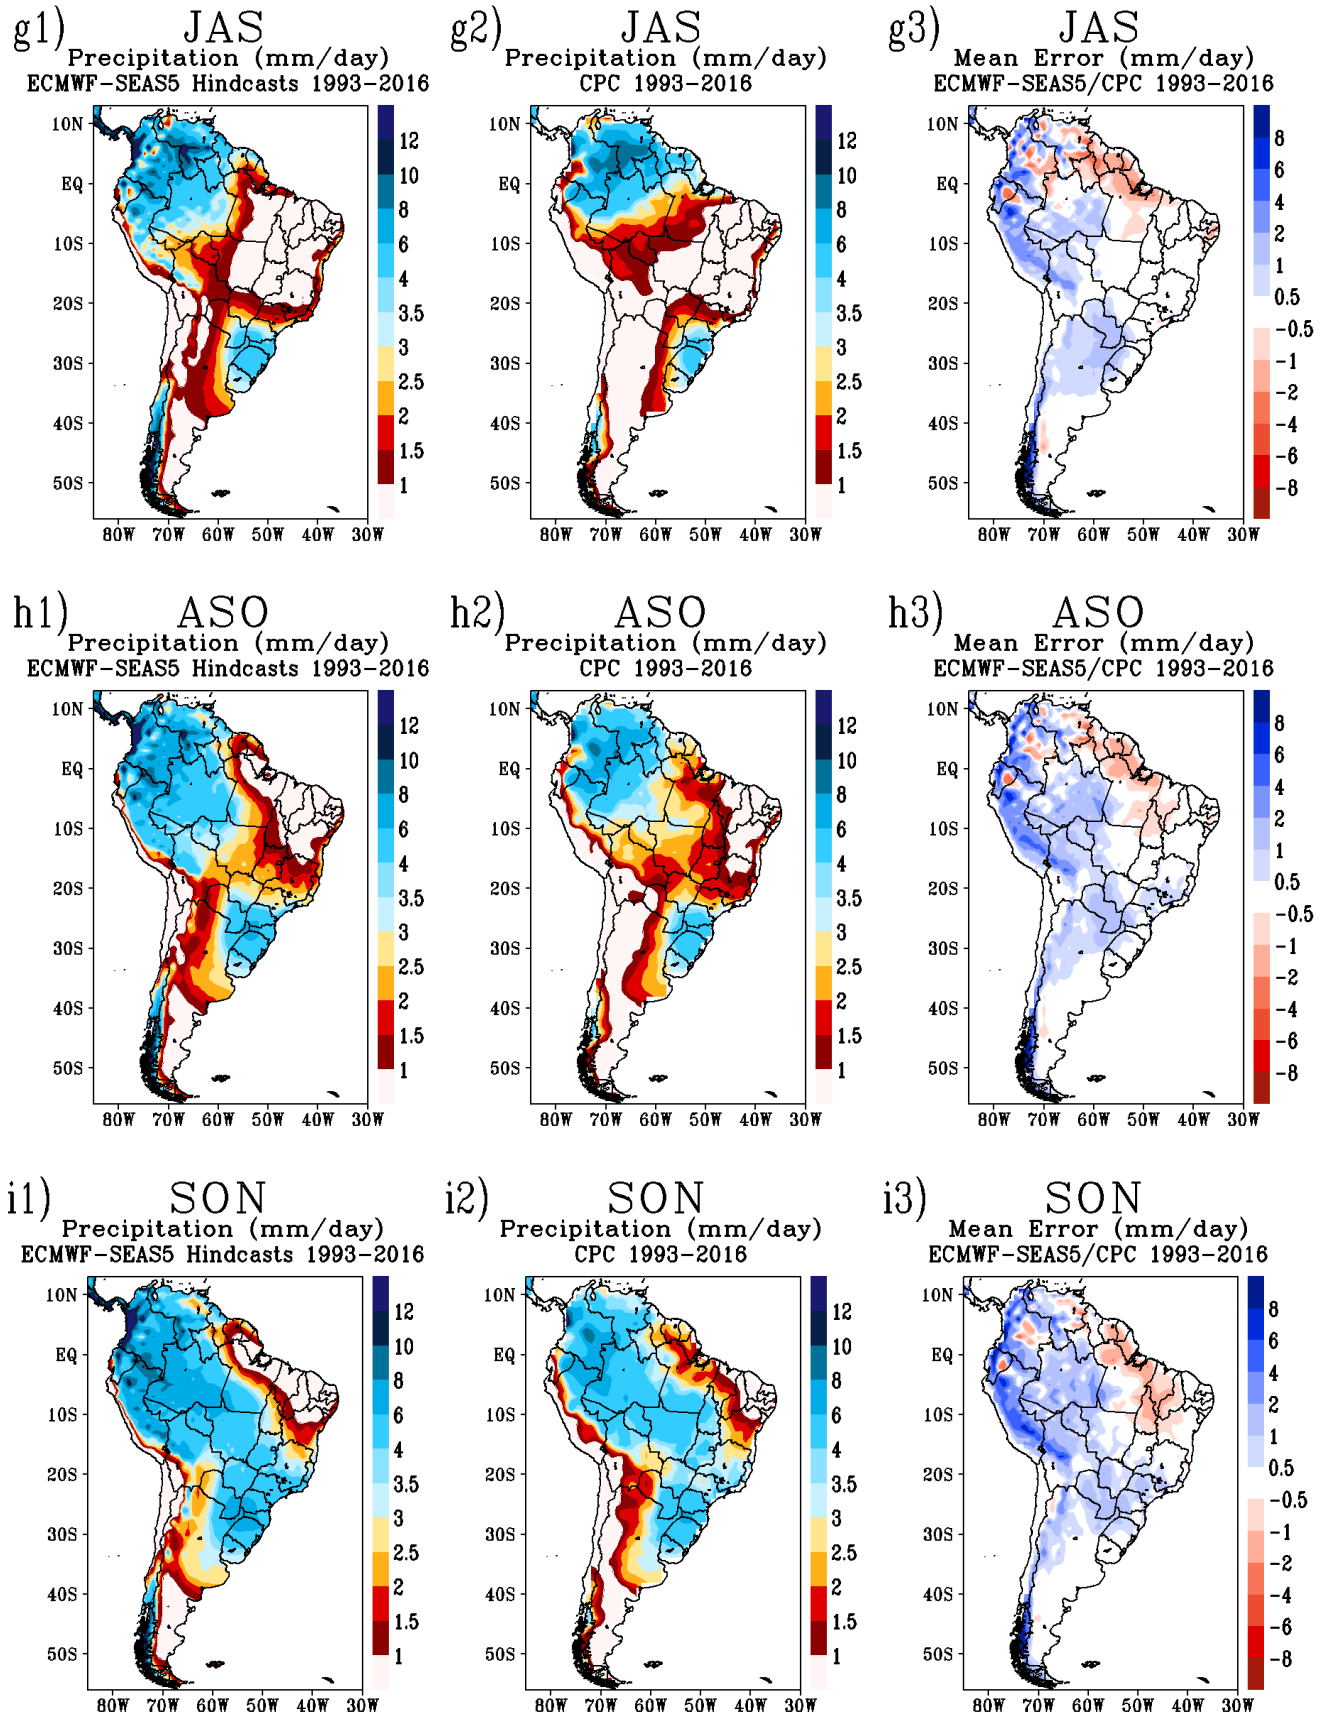 g1) JAS
Precipitation (mm/day)
ECMWF-SEAS5 Hindcasts 1993-2016
10N
EQ
10S
20S
30S
40S
50S
80W 70W 60W 50W 40W 30W
12
10
8
6
4
3.5
3
2.5
2
1.5
1
g2) JAS
Precipitation (mm/day)
CPC 1993-2016
10N
EQ
10S
20S
30S
40S
50S
80W 70W 60W 50W 40W 30W
12
10
8
6
4
3.5
3
2.5
2
1.5
1
g3) JAS
Mean Error (mm/day)
ECMWF-SEAS5/CPC 1993-2016
10N
EQ
10S
20S
30S
40S
50S
80W 70W 60W 50W 40W 30W
8
6
4
2
1
0.5
-0.5
-1
-2
-4
-6
-8
h1) ASO
Precipitation (mm/day)
ECMWF-SEAS5 Hindcasts 1993-2016
10N
EQ
10S
20S
30S
40S
50S
80W 70W 60W 50W 40W 30W
12
10
8
6
4
3.5
3
2.5
2
1.5
1
h2) ASO
Precipitation (mm/day)
CPC 1993-2016
10N
EQ
10S
20S
30S
40S
50S
80W 70W 60W 50W 40W 30W
12
10
8
6
4
3.5
3
2.5
2
1.5
1
h3) ASO
Mean Error (mm/day)
ECMWF-SEAS5/CPC 1993-2016
10N
EQ
10S
20S
30S
40S
50S
80W 70W 60W 50W 40W 30W
8
6
4
2
1
0.5
-0.5
-1
-2
-4
-6
-8
i1) SON
Precipitation (mm/day)
ECMWF-SEAS5 Hindcasts 1993-2016
10N
EQ
10S
20S
30S
40S
50S
80W 70W 60W 50W 40W 30W
12
10
8
6
4
3.5
3
2.5
2
1.5
1
i2) SON
Precipitation (mm/day)
CPC 1993-2016
10N
EQ
10S
20S
30S
40S
50S
80W 70W 60W 50W 40W 30W
12
10
8
6
4
3.5
3
2.5
2
1.5
1
i3) SON
Mean Error (mm/day)
ECMWF-SEAS5/CPC 1993-2016
10N
EQ
10S
20S
30S
40S
50S
80W 70W 60W 50W 40W 30W
8
6
4
2
1
0.5
-0.5
-1
-2
-4
-6
-8